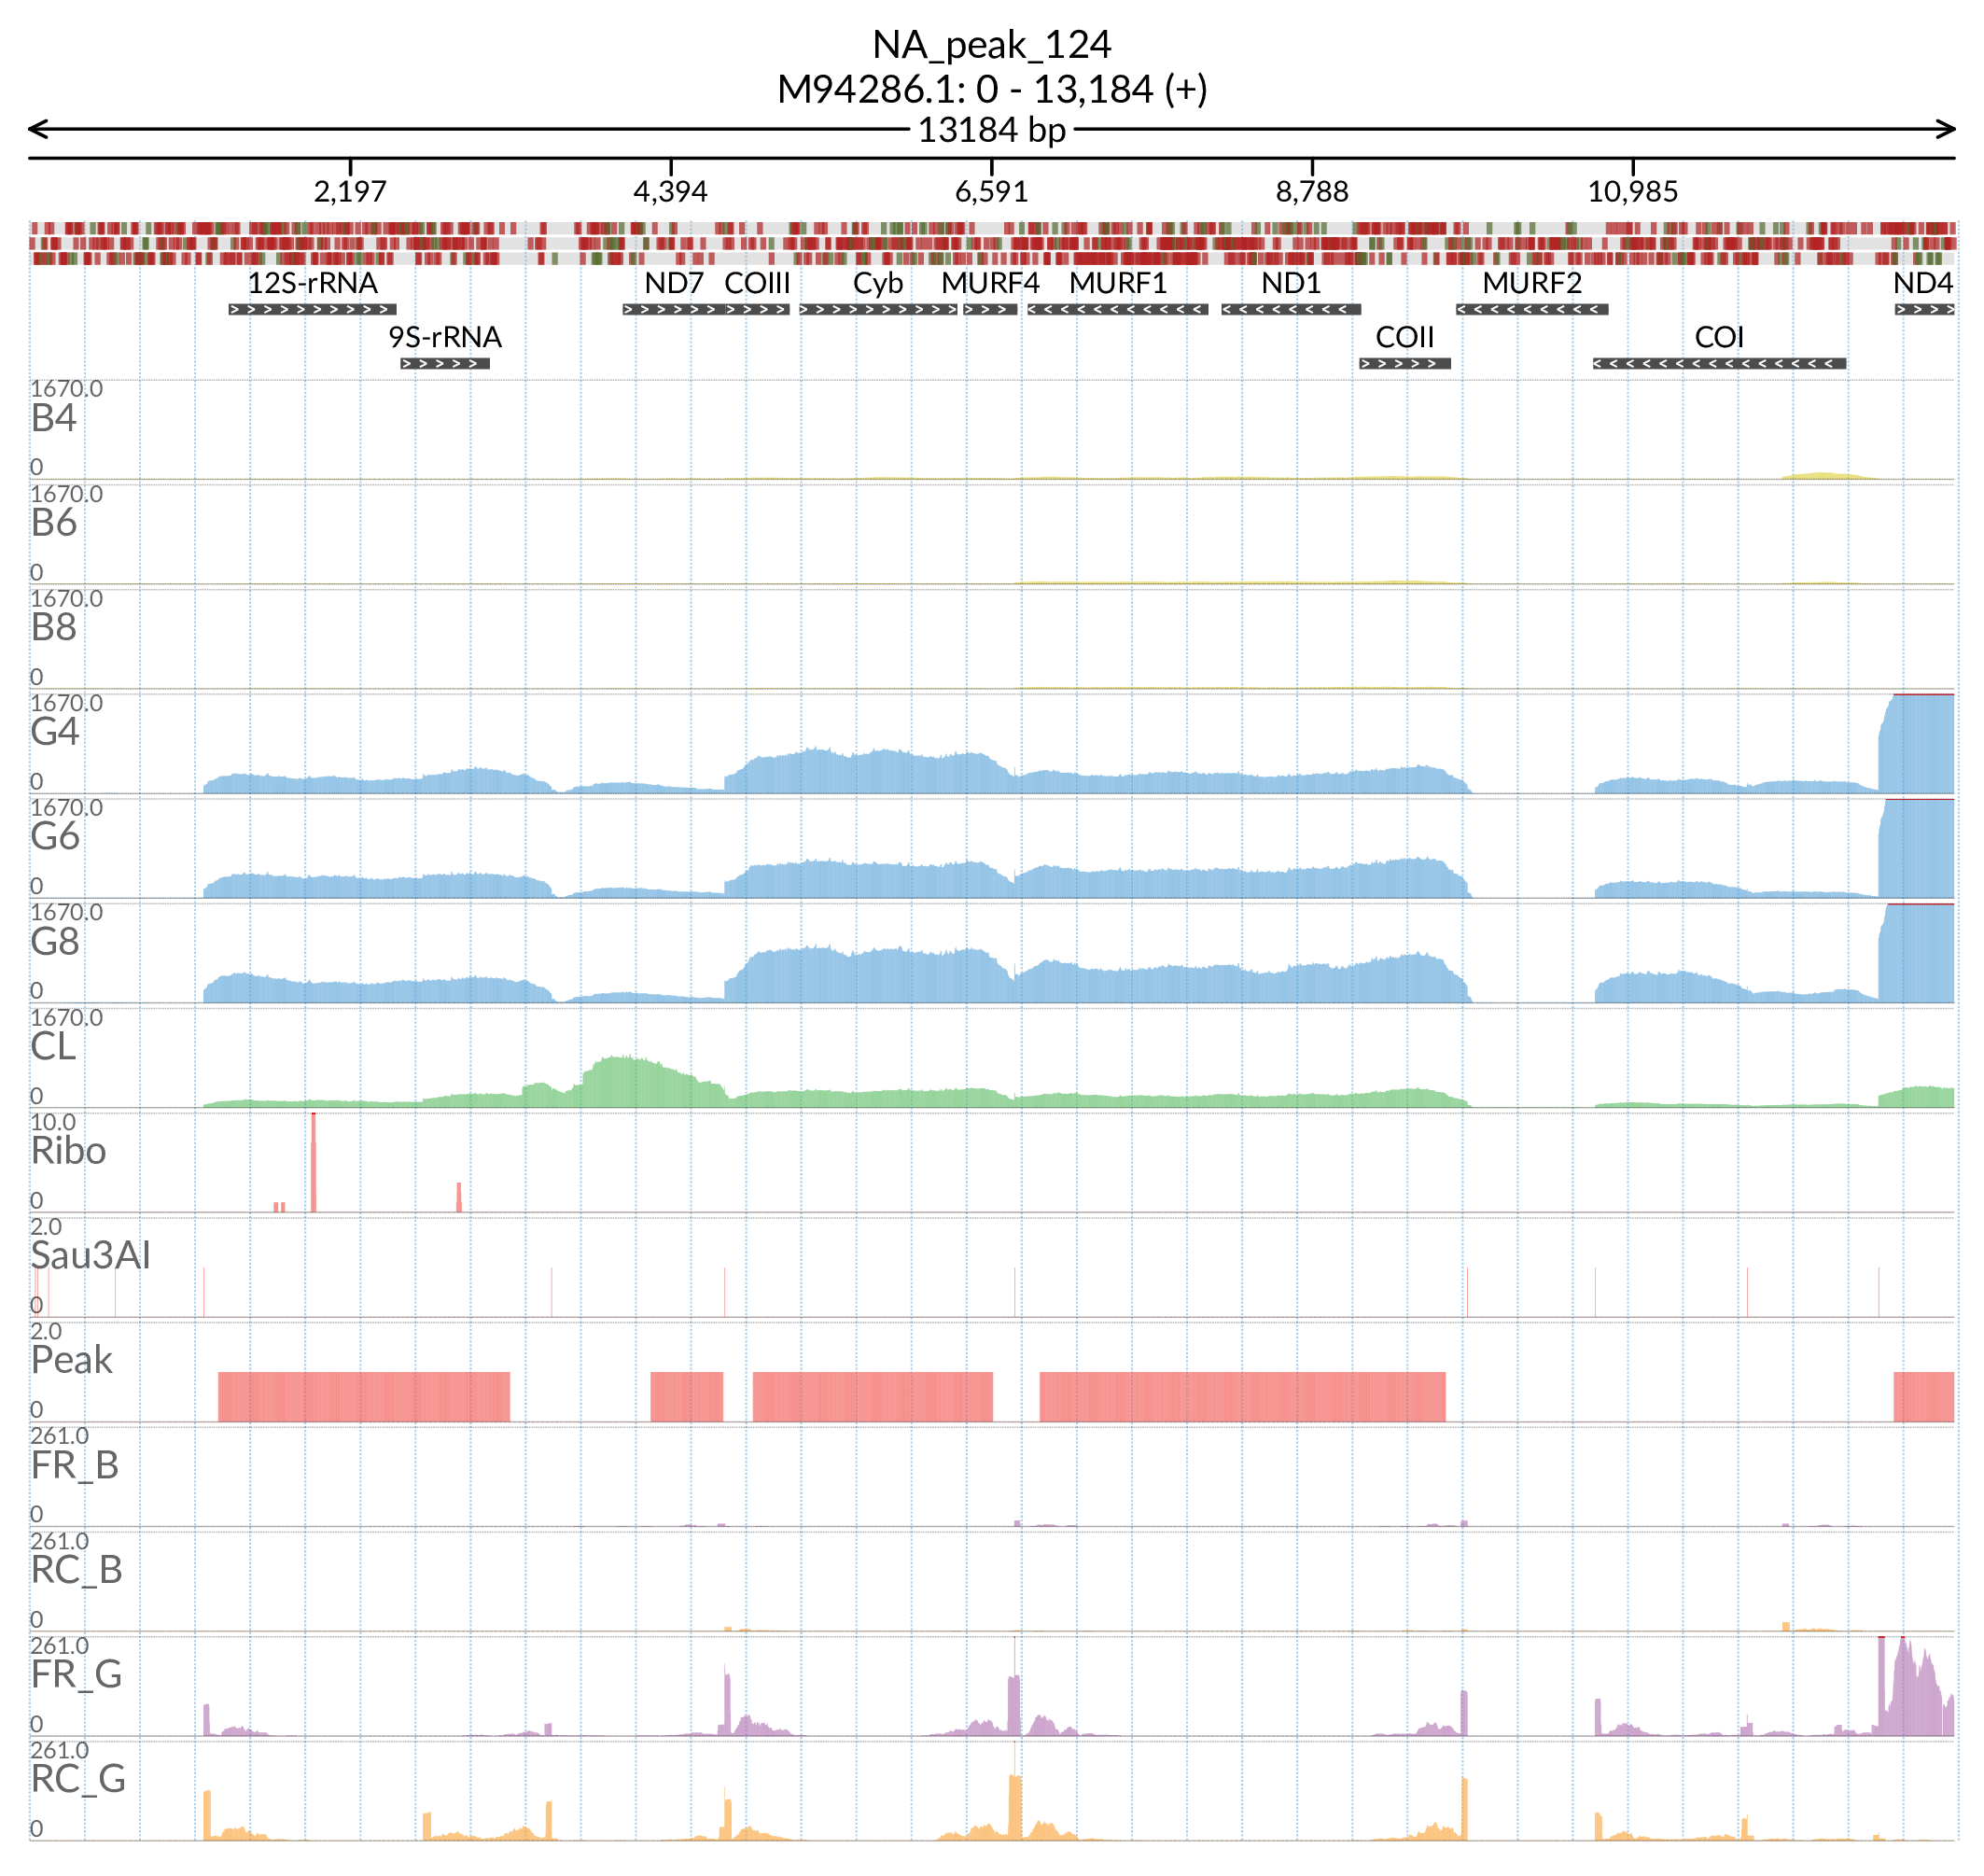 NA_peak_124
M94286.1: 0 - 13,184 (+)
13184 bp
2,197 4,394 6,591 8,788 10,985
12S-rRNA ND7 COIII Cyb MURF4 MURF1 ND1 MURF2 ND4
9S-rRNA COII COI
1670.0
B4
0
1670.0
B6
0
1670.0
B8
0
1670.0
G4
0
1670.0
G6
0
1670.0
G8
0
1670.0
CL
0
10.0
Ribo
0
2.0
Sau3AI
0
2.0
Peak
0
261.0
FR_B
0
261.0
RC_B
0
261.0
FR_G
0
261.0
RC_G
0